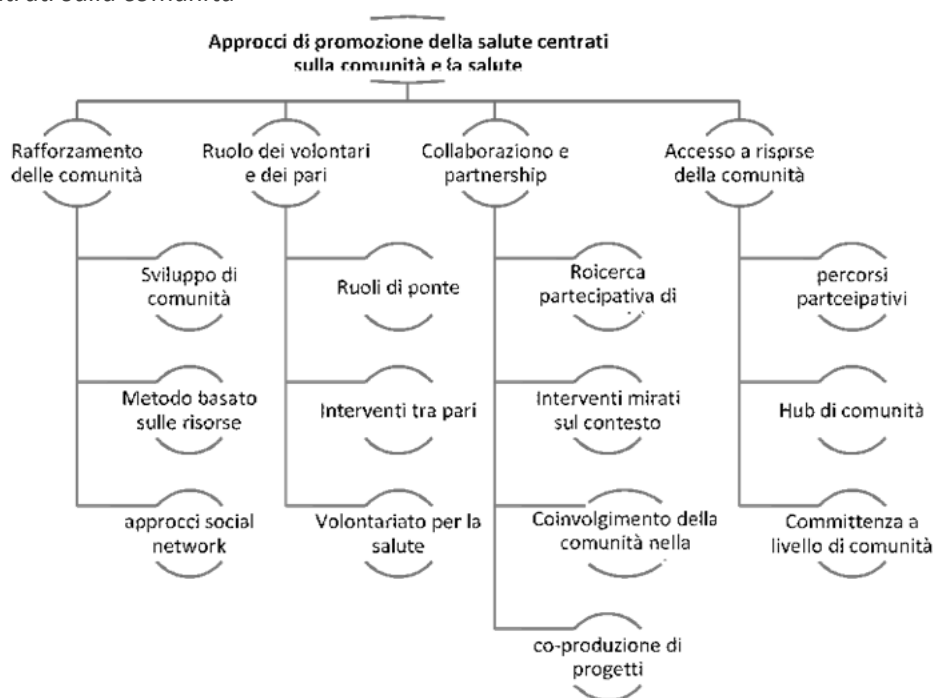 Approcci di promozione della salute centrati
sulla comunità e la salute
Rafforzamento
delle comunità
Ruolo dei volontari
e dei pari
Collaboraziono e
partnership
Accesso a risprse
della comunità
Sviluppo di
comunità
Metodo basato
sulle risorse
approcci social
network
Ruoli di ponte
Interventi tra pari
Volontariato per la
salute
Roicerca
partecipativa di
Interventi mirati
sul contesto
Coinvolgimento della
comunità nella
co-produzione di
progetti
percorsi
partceipativi
Hub di comunità
Committenza a
livello di comunità